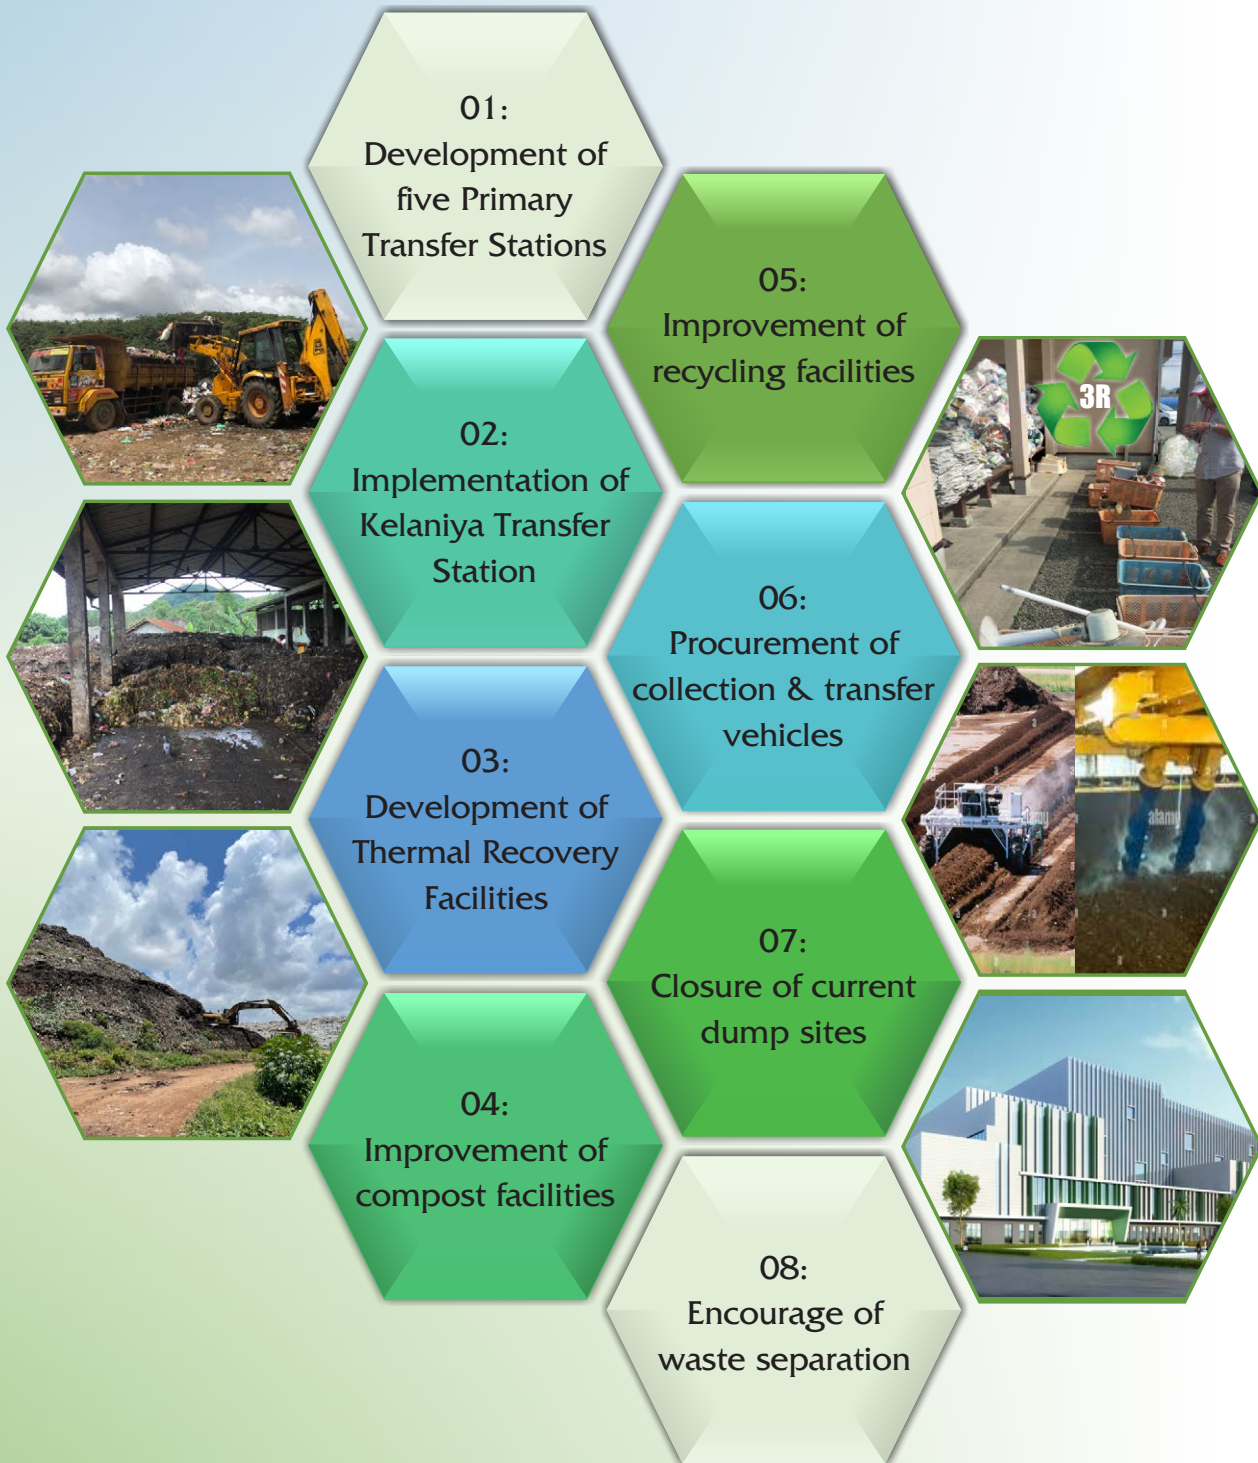 01:
Development of
five Primary
Transfer Stations
02:
Implementation of
Kelaniya Transfer
Station
03:
Development of
Thermal Recovery
Facilities
04:
Improvement of
compost facilities
05:
Improvement of
recycling facilities
06:
Procurement of
collection & transfer
vehicles
07:
Closure of current
dump sites
08:
Encourage of
waste separation
3R
alamy